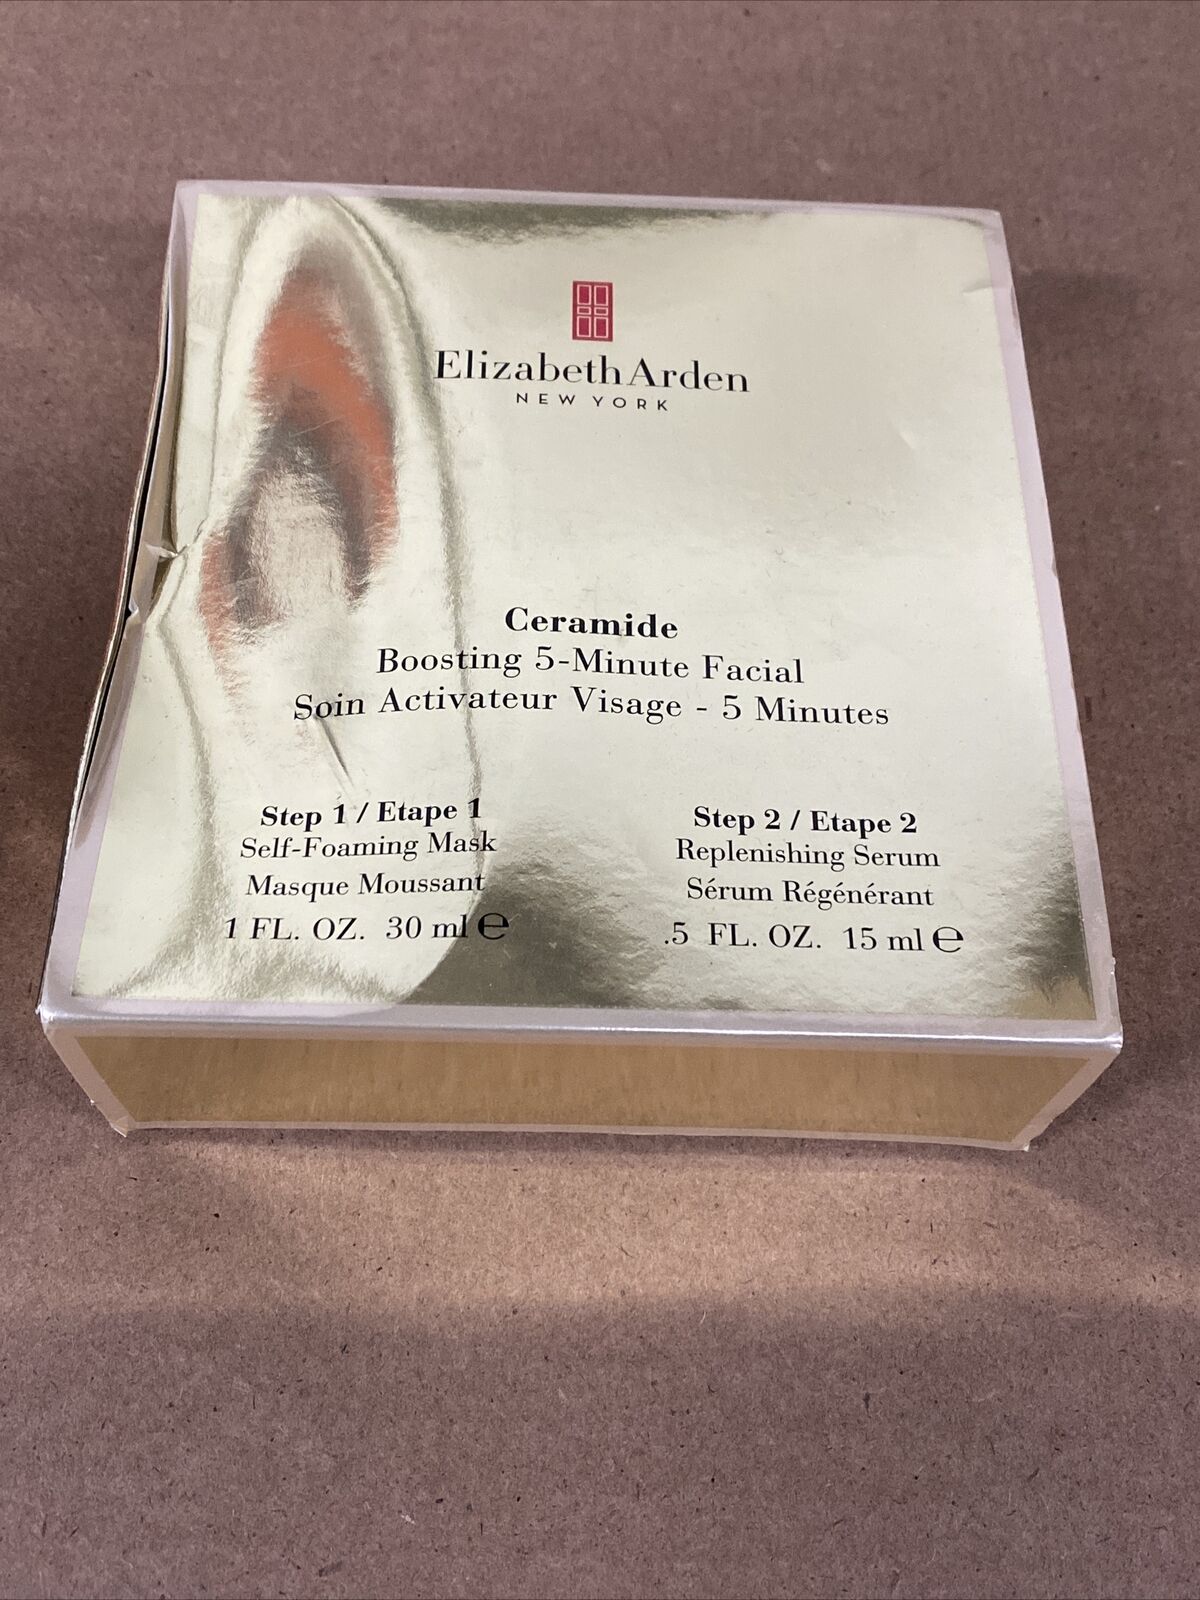 Elizabeth Arden
NEW YORK
Ceramide
Boosting 5-Minute Facial
Soin Activateur Visage - 5 Minutes
Step 1 / Etape 1
Self-Foaming Mask
Masque Moussant
1 FL. OZ. 30 ml ℮
Step 2 / Etape 2
Replenishing Serum
Sérum Régénérant
.5 FL. OZ. 15 ml ℮